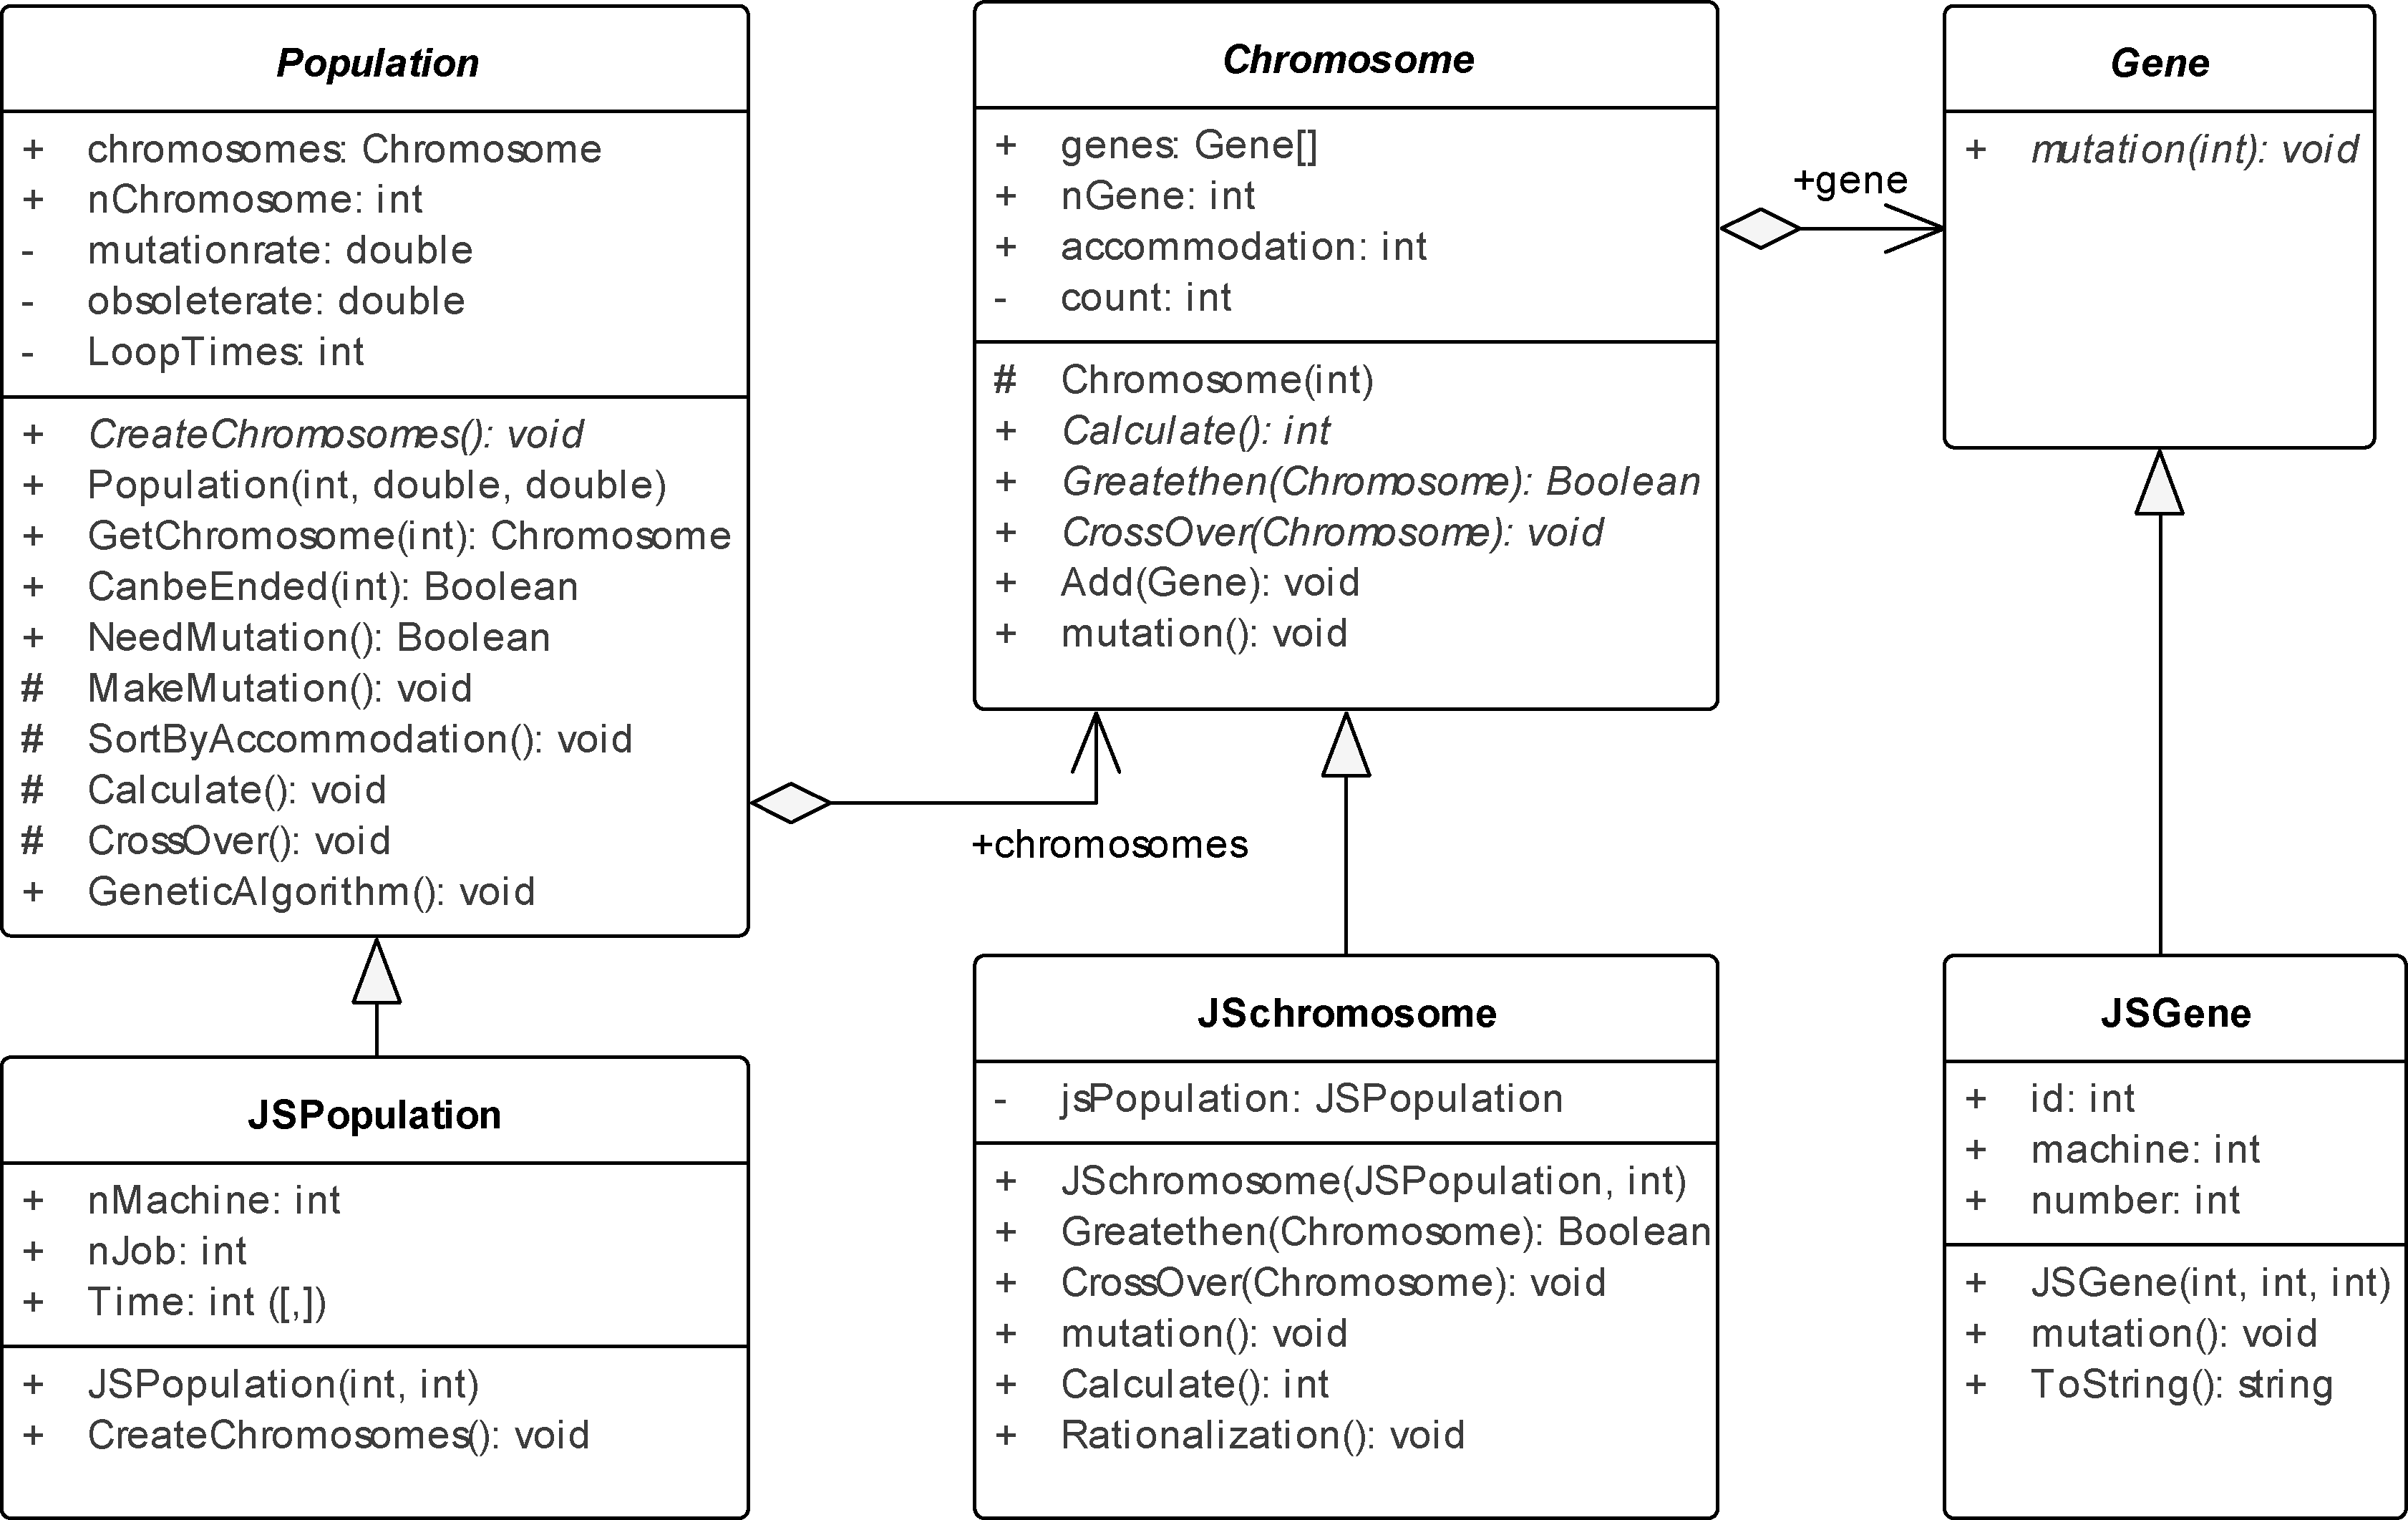 Population
+ chromosomes: Chromosome
+ nChromosome: int
- mutationrate: double
- obsoleterate: double
- LoopTimes: int
+ CreateChromosomes(): void
+ Population(int, double, double)
+ GetChromosome(int): Chromosome
+ CanbeEnded(int): Boolean
+ NeedMutation(): Boolean
# MakeMutation(): void
# SortByAccommodation(): void
# Calculate(): void
# CrossOver(): void
+ GeneticAlgorithm(): void
Chromosome
+ genes: Gene[]
+ nGene: int
+ accommodation: int
- count: int
# Chromosome(int)
+ Calculate(): int
+ Greatethen(Chromosome): Boolean
+ CrossOver(Chromosome): void
+ Add(Gene): void
+ mutation(): void
+gene
Gene
+ mutation(int): void
+chromosomes
JSPopulation
+ nMachine: int
+ nJob: int
+ Time: int ([,])
+ JSPopulation(int, int)
+ CreateChromosomes(): void
JSchromosome
- jsPopulation: JSPopulation
+ JSchromosome(JSPopulation, int)
+ Greatethen(Chromosome): Boolean
+ CrossOver(Chromosome): void
+ mutation(): void
+ Calculate(): int
+ Rationalization(): void
JSGene
+ id: int
+ machine: int
+ number: int
+ JSGene(int, int, int)
+ mutation(): void
+ ToString(): string